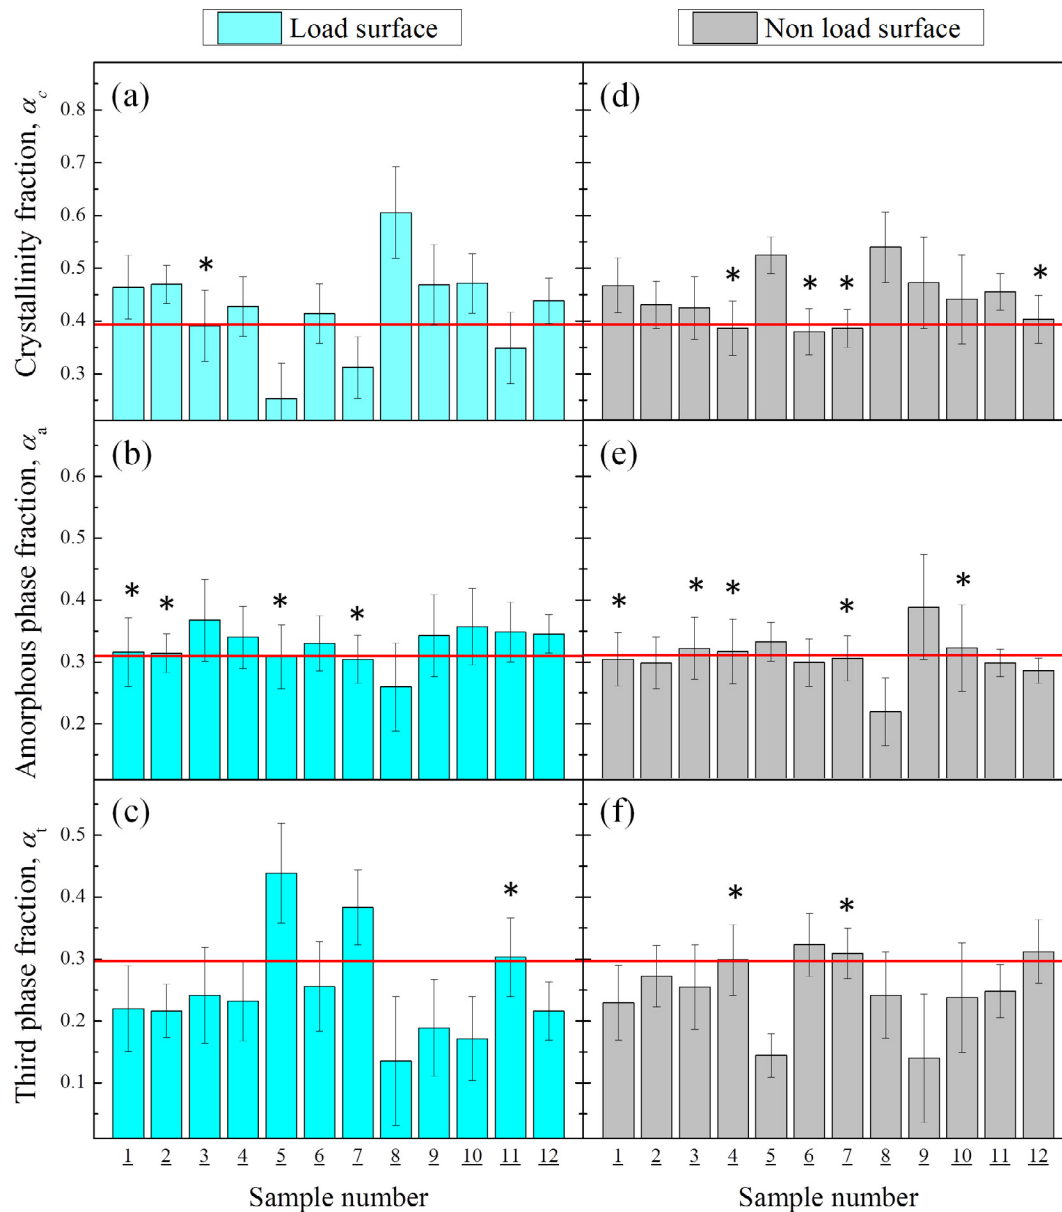 Load surface
Non load surface
Crystallinity fraction, αc
(a)
0.8
0.7
0.6
0.5
0.4
0.3
*
(d)
* * * *
Amorphous phase fraction, αa
(b)
0.6
0.5
0.4
0.3
0.2
* * * *
(e)
* * * * *
Third phase fraction, αt
(c)
0.5
0.4
0.3
0.2
0.1
*
(f)
* *
1 2 3 4 5 6 7 8 9 10 11 12
1 2 3 4 5 6 7 8 9 10 11 12
Sample number
Sample number